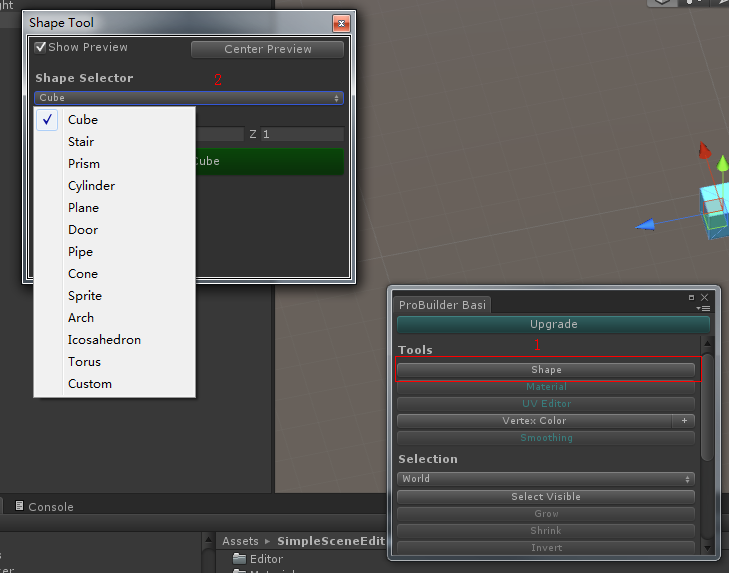 ght
Shape Tool
Show Preview
Center Preview
Shape Selector
2
Cube
Z 1
Cube
Cube
Stair
Prism
Cylinder
Plane
Door
Pipe
Cone
Sprite
Arch
Icosahedron
Torus
Custom
ProBuilder Basi
Upgrade
Tools
1
Shape
Material
UV Editor
Vertex Color +
Smoothing
Selection
World
Select Visible
Grow
Shrink
Invert
Console
Assets ▸ SimpleSceneEdit
Editor